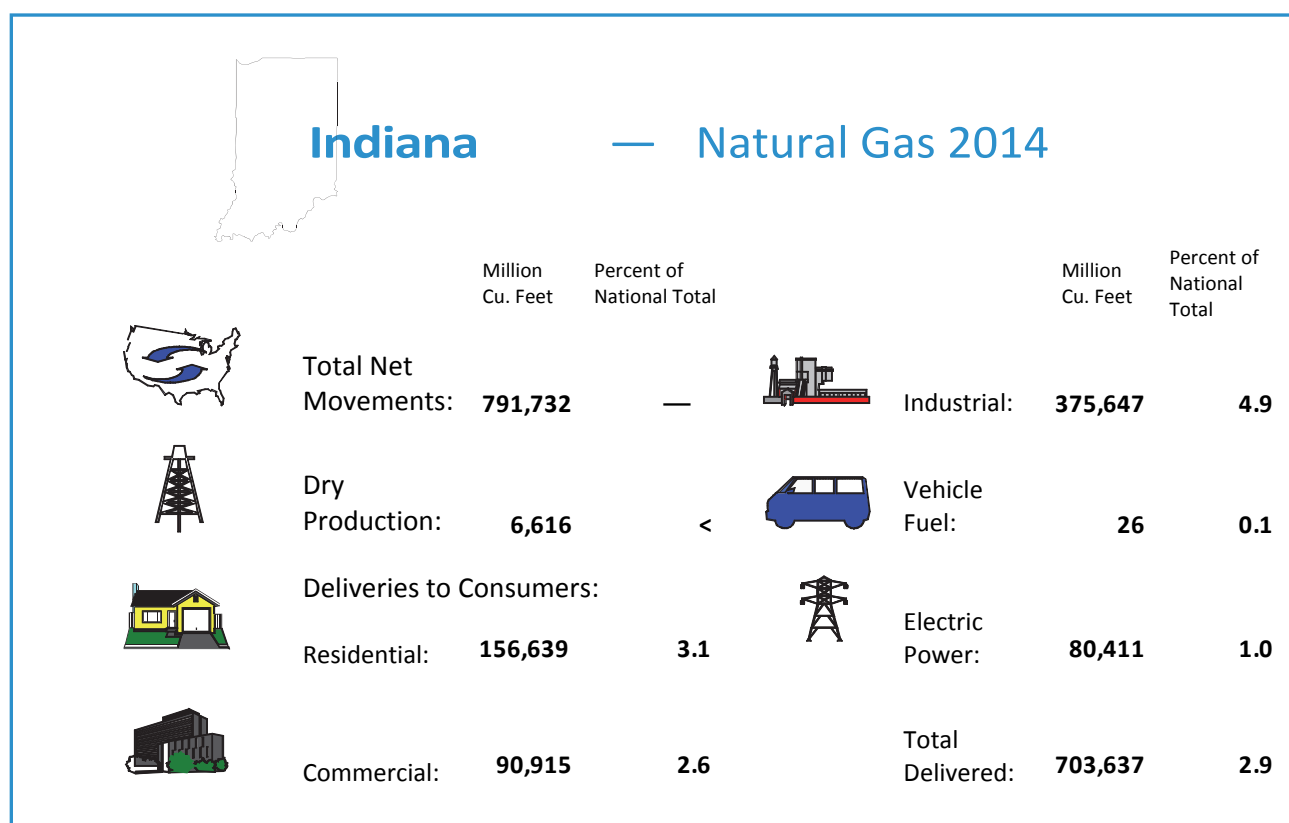 Indiana — Natural Gas 2014
Million Percent of
Cu. Feet National Total
Total Net
Movements: 791,732 —
Dry
Production: 6,616 <
Deliveries to Consumers:
Residential: 156,639 3.1
Commercial: 90,915 2.6
Million Percent of
Cu. Feet National
Total
Industrial: 375,647 4.9
Vehicle
Fuel: 26 0.1
Electric
Power: 80,411 1.0
Total
Delivered: 703,637 2.9